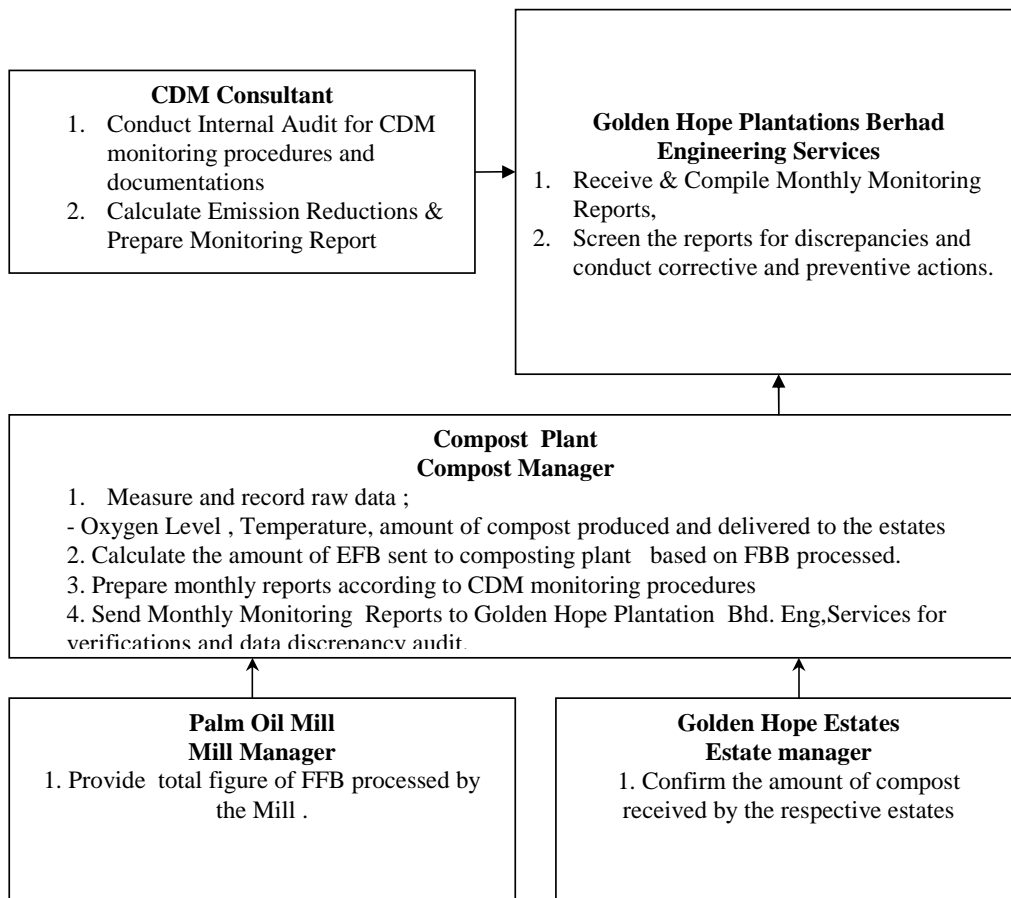 CDM Consultant
1. Conduct Internal Audit for CDM
monitoring procedures and
documentations
2. Calculate Emission Reductions &
Prepare Monitoring Report
Golden Hope Plantations Berhad
Engineering Services
1. Receive & Compile Monthly Monitoring
Reports,
2. Screen the reports for discrepancies and
conduct corrective and preventive actions.
Compost Plant
Compost Manager
1. Measure and record raw data ;
- Oxygen Level , Temperature, amount of compost produced and delivered to the estates
2. Calculate the amount of EFB sent to composting plant based on FBB processed.
3. Prepare monthly reports according to CDM monitoring procedures
4. Send Monthly Monitoring Reports to Golden Hope Plantation Bhd. Eng,Services for
verifications and data discrepancy audit.
Palm Oil Mill
Mill Manager
1. Provide total figure of FFB processed by
the Mill .
Golden Hope Estates
Estate manager
1. Confirm the amount of compost
received by the respective estates